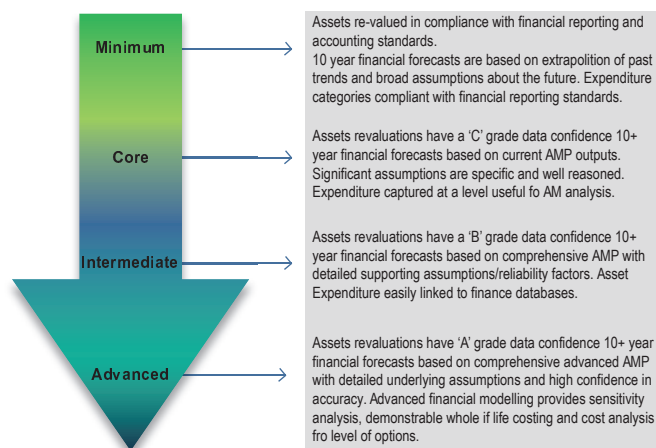 Minimum
Assets re-valued in compliance with financial reporting and
accounting standards.
10 year financial forecasts are based on extrapolition of past
trends and broad assumptions about the future. Expenditure
categories compliant with financial reporting standards.
Core
Assets revaluations have a ‘C’ grade data confidence 10+
year financial forecasts based on current AMP outputs.
Significant assumptions are specific and well reasoned.
Expenditure captured at a level useful fo AM analysis.
Intermediate
Assets revaluations have a ‘B’ grade data confidence 10+
year financial forecasts based on comprehensive AMP with
detailed supporting assumptions/reliability factors. Asset
Expenditure easily linked to finance databases.
Advanced
Assets revaluations have ‘A’ grade data confidence 10+ year
financial forecasts based on comprehensive advanced AMP
with detailed underlying assumptions and high confidence in
accuracy. Advanced financial modelling provides sensitivity
analysis, demonstrable whole if life costing and cost analysis
fro level of options.